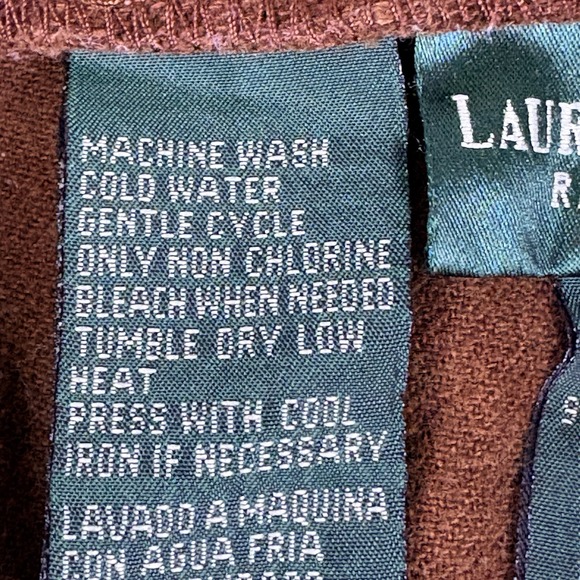 MACHINE WASH
COLD WATER
GENTLE CYCLE
ONLY NON CHLORINE
BLEACH WHEN NEEDED
TUMBLE DRY LOW
HEAT
PRESS WITH COOL
IRON IF NECESSARY
LAVADO A MAQUINA
CON AGUA FRIA
LAUR
R